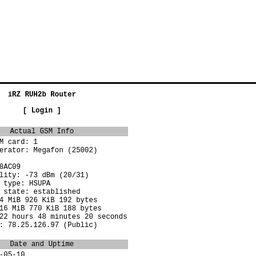 iRZ RUH2b Router
[ Login ]
Actual GSM Info
M card: 1
erator: Megafon (25002)
8AC09
lity: -73 dBm (20/31)
type: HSUPA
state: established
4 MiB 926 KiB 192 bytes
16 MiB 770 KiB 188 bytes
22 hours 48 minutes 20 seconds
: 78.25.126.97 (Public)
Date and Uptime
-05-10